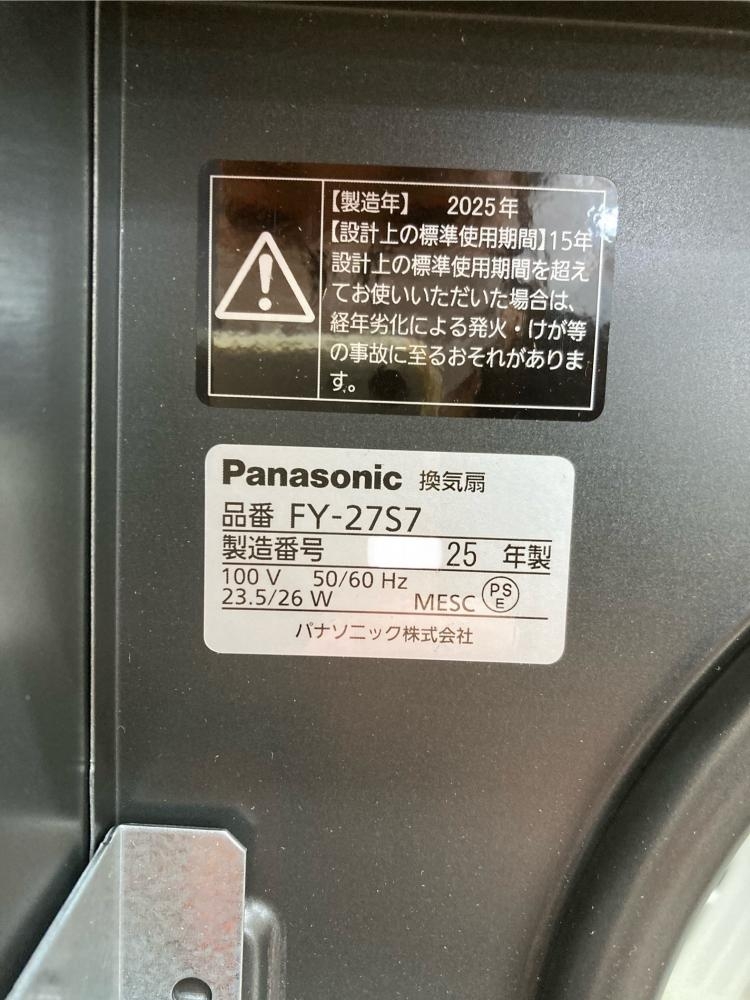 【製造年】 2025年
【設計上の標準使用期間】15年
設計上の標準使用期間を超え
てお使いいただいた場合は、
経年劣化による発火・けが等
の事故に至るおそれがありま
す。
Panasonic 換気扇
品番 FY-27S7
製造番号 25 年製
100 V 50/60 Hz
23.5/26 W MESC PSE
パナソニック株式会社